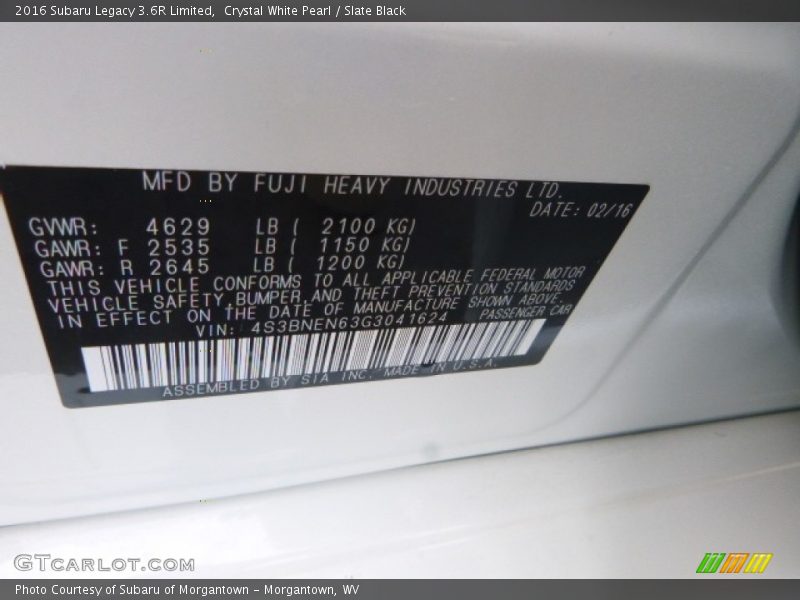 2016 Subaru Legacy 3.6R Limited,  Crystal White Pearl / Slate Black
MFD BY FUJI HEAVY INDUSTRIES LTD.
DATE: 02/16
GVWR: 4629 LB ( 2100 KG)
GAWR: F 2535 LB ( 1150 KG)
GAWR: R 2645 LB ( 1200 KG)
THIS VEHICLE CONFORMS TO ALL APPLICABLE FEDERAL MOTOR
VEHICLE SAFETY,BUMPER,AND THEFT PREVENTION STANDARDS
IN EFFECT ON THE DATE OF MANUFACTURE SHOWN ABOVE.
VIN: 4S3BNEN63G3041624 PASSENGER CAR
ASSEMBLED BY SIA INC. MADE IN U.S.A.
GTCARLOT.COM
Photo Courtesy of Subaru of Morgantown – Morgantown, WV